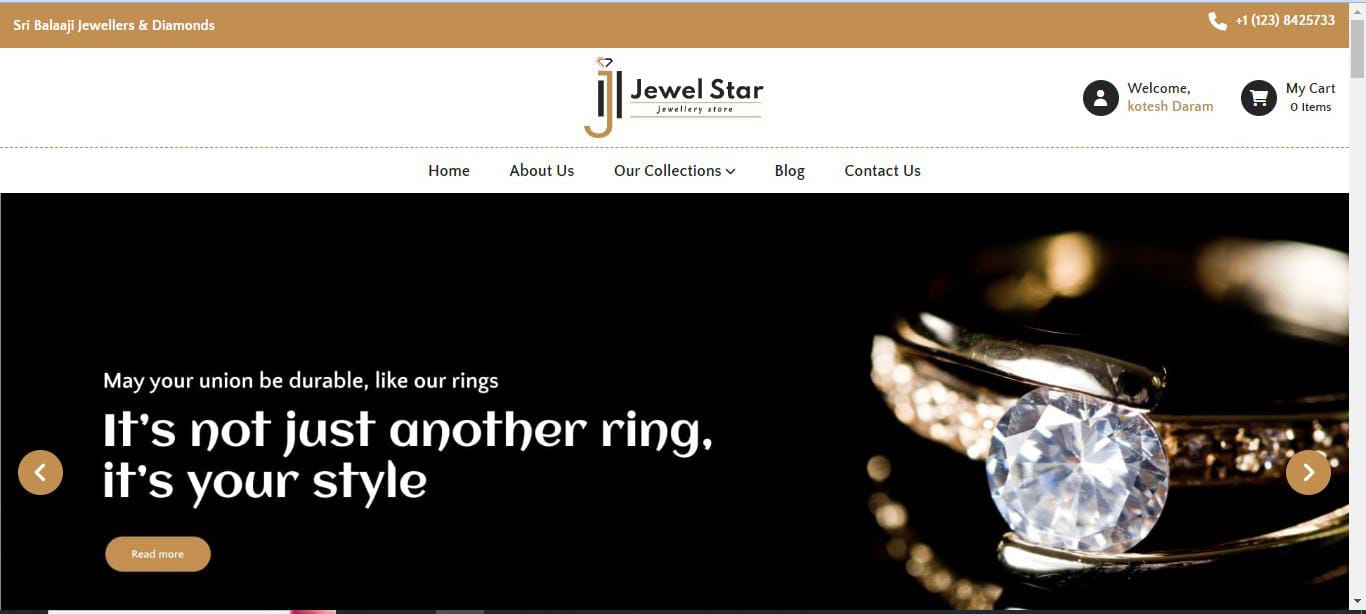 Sri Balaaji Jewellers & Diamonds
+1 (123) 8425733
Jewel Star
jewellery store
Welcome,
kotesh Daram
My Cart
0 Items
Home
About Us
Our Collections
Blog
Contact Us
May your union be durable, like our rings
It's not just another ring,
it's your style
Read more